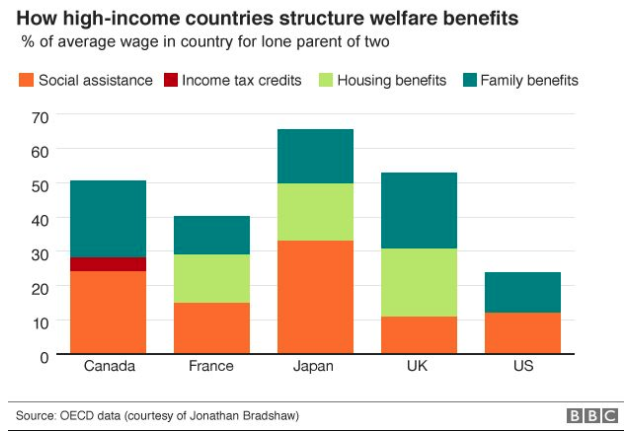 How high-income countries structure welfare benefits
% of average wage in country for lone parent of two
Social assistance Income tax credits Housing benefits Family benefits
70
60
50
40
30
20
10
0
Canada France Japan UK US
Source: OECD data (courtesy of Jonathan Bradshaw) BBC